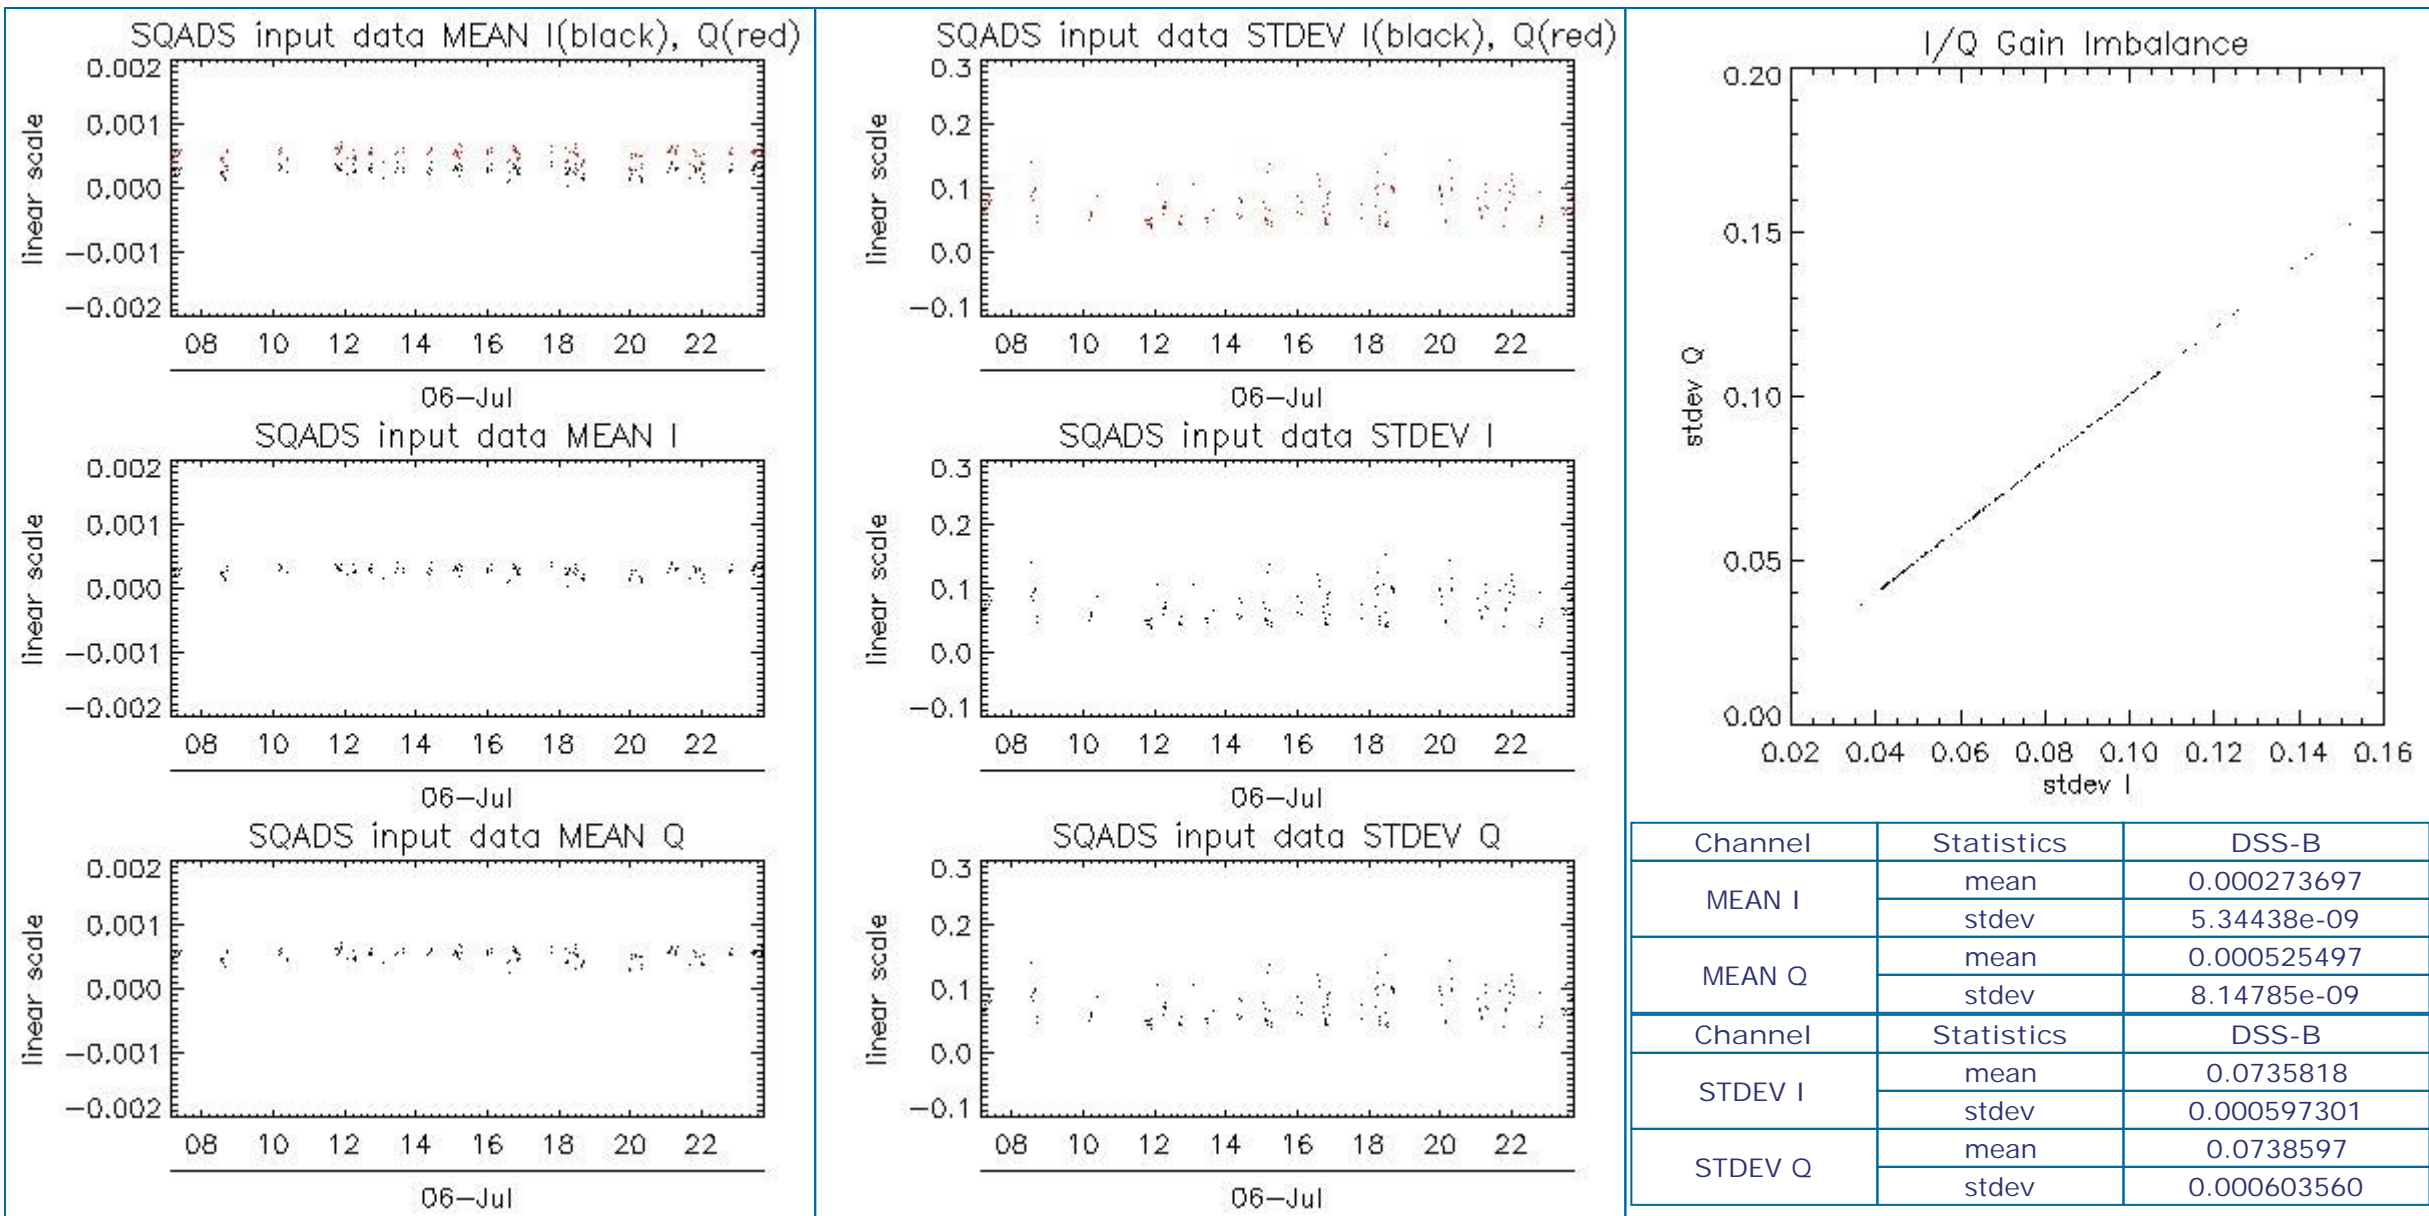 SQADS input data MEAN I(black), Q(red)
0.002
0.001
0.000
−0.001
−0.002
linear scale
08 10 12 14 16 18 20 22
06−Jul
SQADS input data MEAN I
0.002
0.001
0.000
−0.001
−0.002
linear scale
08 10 12 14 16 18 20 22
06−Jul
SQADS input data MEAN Q
0.002
0.001
0.000
−0.001
−0.002
linear scale
08 10 12 14 16 18 20 22
06−Jul
SQADS input data STDEV I(black), Q(red)
0.3
0.2
0.1
0.0
−0.1
linear scale
08 10 12 14 16 18 20 22
06−Jul
SQADS input data STDEV I
0.3
0.2
0.1
0.0
−0.1
linear scale
08 10 12 14 16 18 20 22
06−Jul
SQADS input data STDEV Q
0.3
0.2
0.1
0.0
−0.1
linear scale
08 10 12 14 16 18 20 22
06−Jul
I/Q Gain Imbalance
0.20
0.15
0.10
0.05
0.00
stdev Q
0.02 0.04 0.06 0.08 0.10 0.12 0.14 0.16
stdev I
Channel Statistics DSS-B
MEAN I mean 0.000273697
stdev 5.34438e-09
MEAN Q mean 0.000525497
stdev 8.14785e-09
Channel Statistics DSS-B
STDEV I mean 0.0735818
stdev 0.000597301
STDEV Q mean 0.0738597
stdev 0.000603560